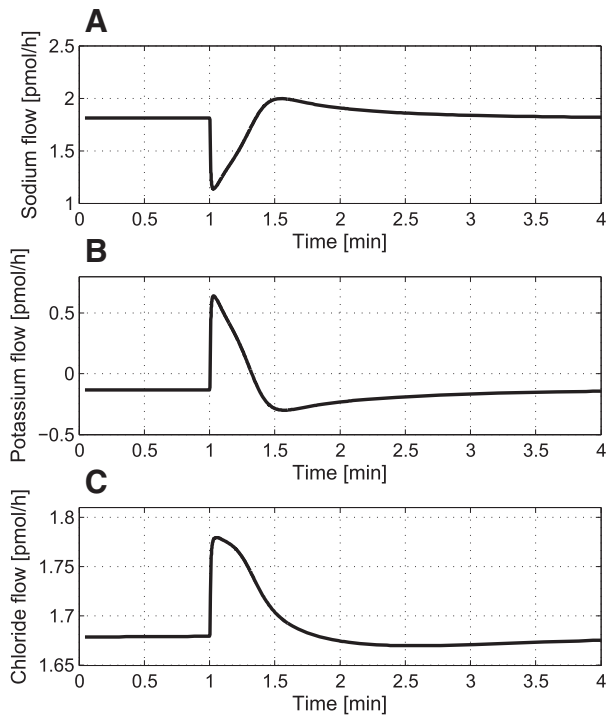 A
Sodium flow [pmol/h]
2.5
2
1.5
1
0 0.5 1 1.5 2 2.5 3 3.5 4
Time [min]
B
Potassium flow [pmol/h]
0.5
0
−0.5
0 0.5 1 1.5 2 2.5 3 3.5 4
Time [min]
C
Chloride flow [pmol/h]
1.8
1.75
1.7
1.65
0 0.5 1 1.5 2 2.5 3 3.5 4
Time [min]